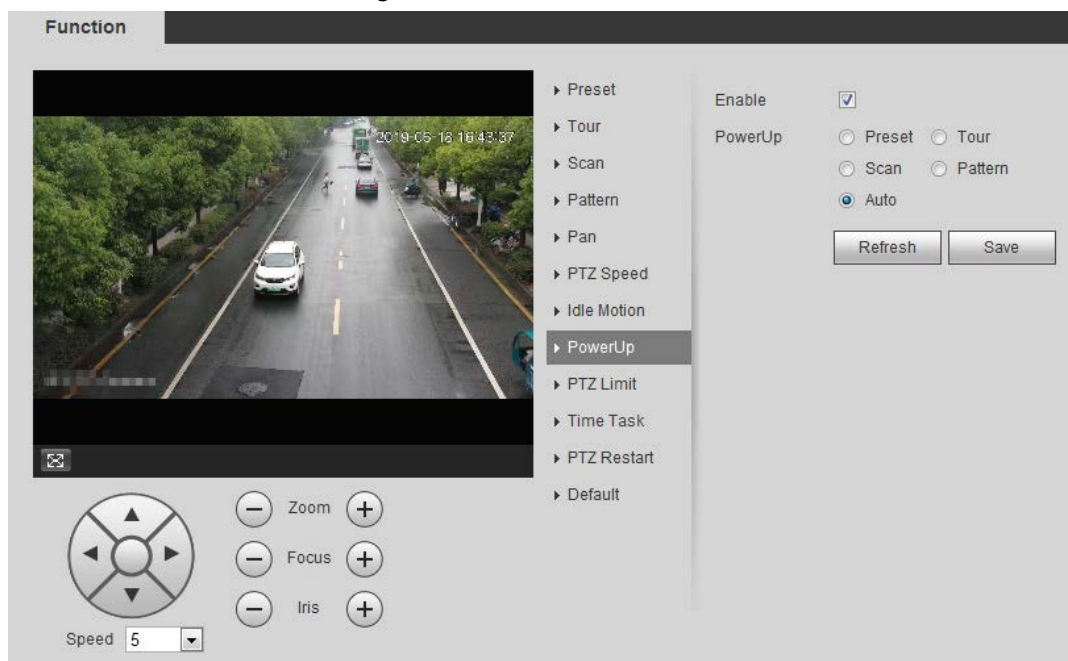 Function
2019-05-18 16:43:37
Preset
Tour
Scan
Pattern
Pan
PTZ Speed
Idle Motion
PowerUp
PTZ Limit
Time Task
PTZ Restart
Default
Enable
PowerUp
Preset Tour
Scan Pattern
Auto
Refresh Save
Zoom
Focus
Iris
Speed 5